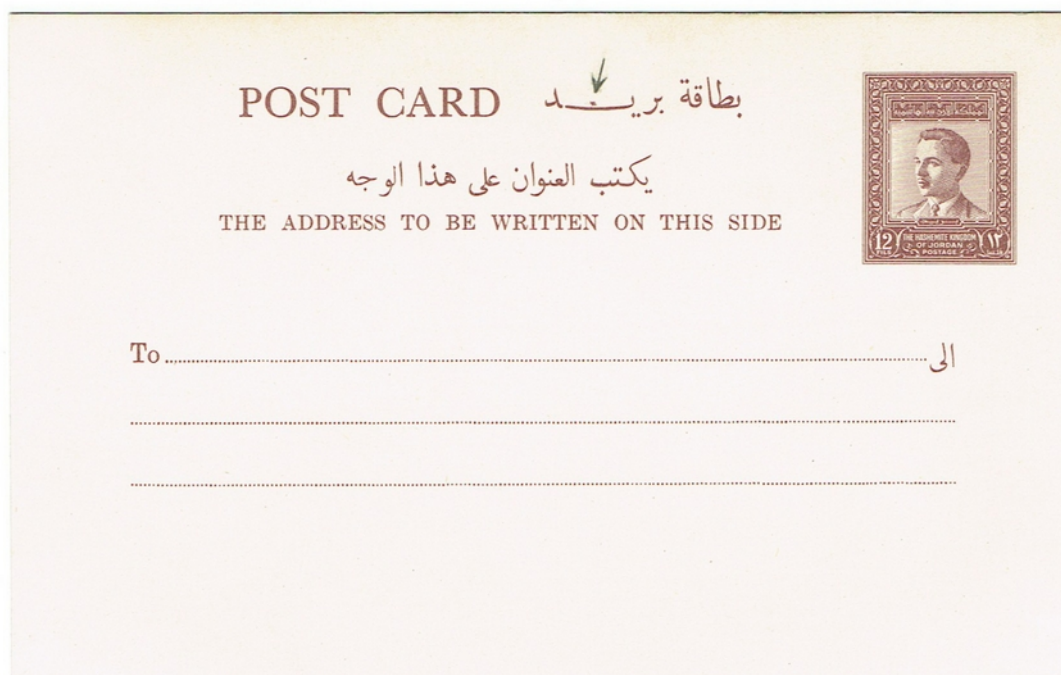 POST CARD بطاقة بريـــد
يكتب العنوان على هذا الوجه
THE ADDRESS TO BE WRITTEN ON THIS SIDE
12 FILS THE HASHEMITE KINGDOM OF JORDAN POSTAGE ١٢
To الى